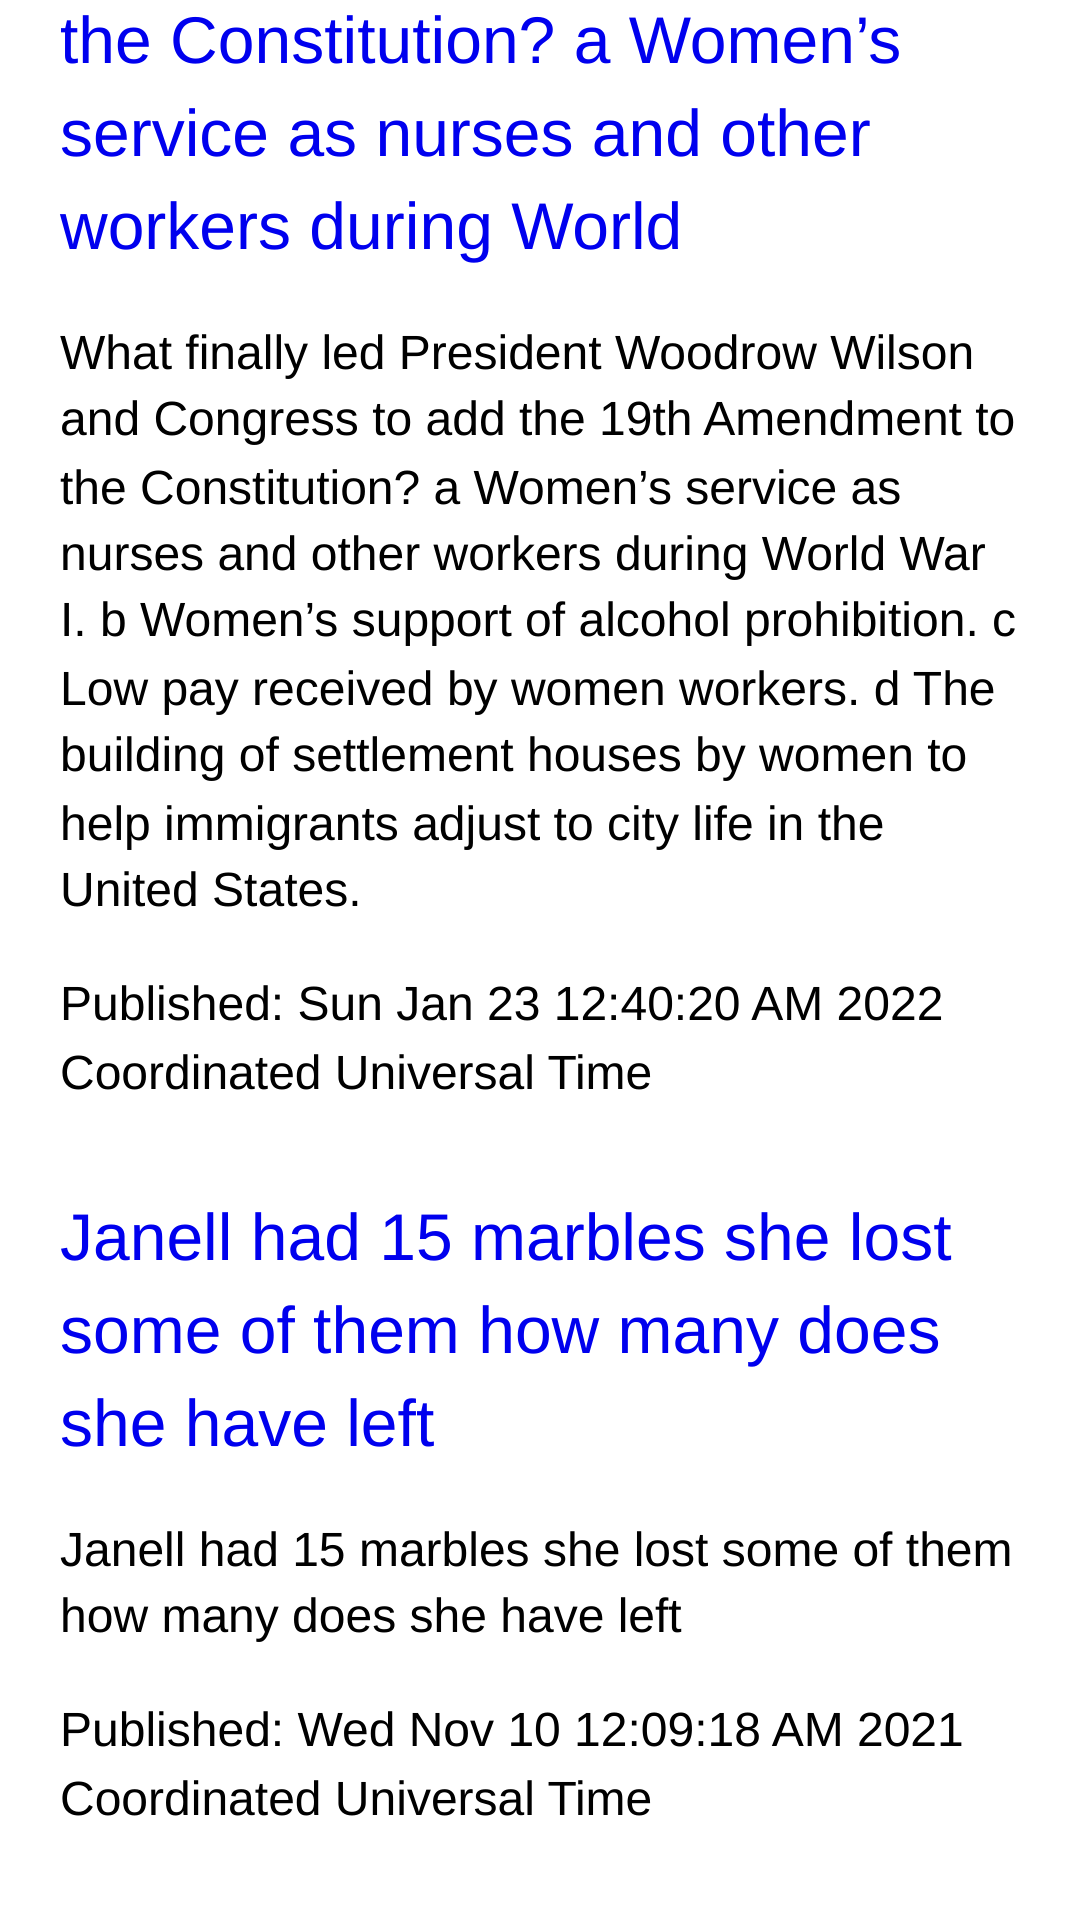 the Constitution? a Women’s
service as nurses and other
workers during World
What finally led President Woodrow Wilson
and Congress to add the 19th Amendment to
the Constitution? a Women’s service as
nurses and other workers during World War
I. b Women’s support of alcohol prohibition. c
Low pay received by women workers. d The
building of settlement houses by women to
help immigrants adjust to city life in the
United States.
Published: Sun Jan 23 12:40:20 AM 2022
Coordinated Universal Time
Janell had 15 marbles she lost
some of them how many does
she have left
Janell had 15 marbles she lost some of them
how many does she have left
Published: Wed Nov 10 12:09:18 AM 2021
Coordinated Universal Time